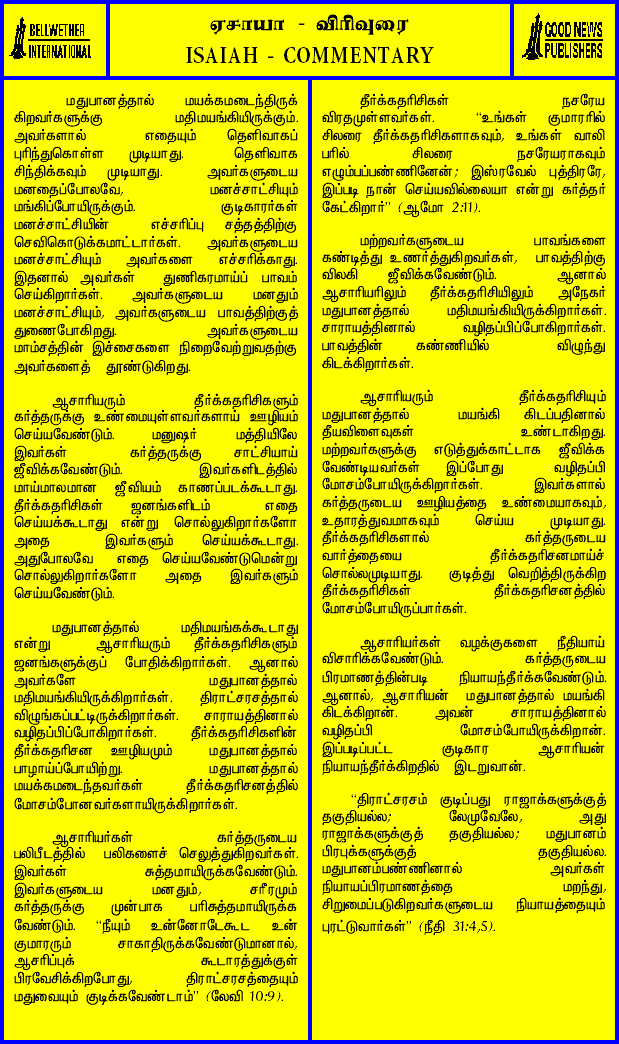 BELLWETHER
INTERNATIONAL
ஏசாயா - விரிவுரை
ISAIAH - COMMENTARY
GOOD NEWS
PUBLISHERS
மதுபானத்தால் மயக்கமடைந்திருக்
கிறவர்களுக்கு மதிமயங்கியிருக்கும்.
அவர்களால் எதையும் தெளிவாகப்
புரிந்துகொள்ள முடியாது. தெளிவாக
சிந்திக்கவும் முடியாது. அவர்களுடைய
மனதைப்போலவே, மனச்சாட்சியும்
மங்கிப்போயிருக்கும். குடிகாரர்கள்
மனச்சாட்சியின் எச்சரிப்பு சத்தத்திற்கு
செவிகொடுக்கமாட்டார்கள். அவர்களுடைய
மனச்சாட்சியும் அவர்களை எச்சரிக்காது.
இதனால் அவர்கள் துணிகரமாய்ப் பாவம்
செய்கிறார்கள். அவர்களுடைய மனதும்
மனச்சாட்சியும், அவர்களுடைய பாவத்திற்குத்
துணைபோகிறது. அவர்களுடைய
மாம்சத்தின் இச்சைகளை நிறைவேற்றுவதற்கு
அவர்களைத் தூண்டுகிறது.
ஆசாரியரும் தீர்க்கதரிசிகளும்
கர்த்தருக்கு உண்மையுள்ளவர்களாய் ஊழியம்
செய்யவேண்டும். மனுஷர் மத்தியிலே
இவர்கள் கர்த்தருக்கு சாட்சியாய்
ஜீவிக்கவேண்டும். இவர்களிடத்தில்
மாய்மாலமான ஜீவியம் காணப்படக்கூடாது.
தீர்க்கதரிசிகள் ஜனங்களிடம் எதை
செய்யக்கூடாது என்று சொல்லுகிறார்களோ
அதை இவர்களும் செய்யக்கூடாது.
அதுபோலவே எதை செய்யவேண்டுமென்று
சொல்லுகிறார்களோ அதை இவர்களும்
செய்யவேண்டும்.
மதுபானத்தால் மதிமயங்கக்கூடாது
என்று ஆசாரியரும் தீர்க்கதரிசிகளும்
ஜனங்களுக்குப் போதிக்கிறார்கள். ஆனால்
அவர்களே மதுபானத்தால்
மதிமயங்கியிருக்கிறார்கள். திராட்சரசத்தால்
விழுங்கப்பட்டிருக்கிறார்கள். சாராயத்தினால்
வழிதப்பிப்போகிறார்கள். தீர்க்கதரிசிகளின்
தீர்க்கதரிசன ஊழியமும் மதுபானத்தால்
பாழாய்ப்போயிற்று. மதுபானத்தால்
மயக்கமடைந்தவர்கள் தீர்க்கதரிசனத்தில்
மோசம்போனவர்களாயிருக்கிறார்கள்.
ஆசாரியர்கள் கர்த்தருடைய
பலிபீடத்தில் பலிகளைச் செலுத்துகிறவர்கள்.
இவர்கள் சுத்தமாயிருக்கவேண்டும்.
இவர்களுடைய மனதும், சரீரமும்
கர்த்தருக்கு முன்பாக பரிசுத்தமாயிருக்க
வேண்டும். “நீயும் உன்னோடேகூட உன்
குமாரரும் சாகாதிருக்கவேண்டுமானால்,
ஆசரிப்புக் கூடாரத்துக்குள்
பிரவேசிக்கிறபோது, திராட்சரசத்தையும்
மதுவையும் குடிக்கவேண்டாம்” (லேவி 10:9).
தீர்க்கதரிசிகள் நசரேய
விரதமுள்ளவர்கள். “உங்கள் குமாரரில்
சிலரை தீர்க்கதரிசிகளாகவும், உங்கள் வாலி
பரில் சிலரை நசரேயராகவும்
எழும்பப்பண்ணினேன்; இஸ்ரவேல் புத்திரரே,
இப்படி நான் செய்யவில்லையா என்று கர்த்தர்
கேட்கிறார்” (ஆமோ 2:11).
மற்றவர்களுடைய பாவங்களை
கண்டித்து உணர்த்துகிறவர்கள், பாவத்திற்கு
விலகி ஜீவிக்கவேண்டும். ஆனால்
ஆசாரியரிலும் தீர்க்கதரிசியிலும் அநேகர்
மதுபானத்தால் மதிமயங்கியிருக்கிறார்கள்.
சாராயத்தினால் வழிதப்பிப்போகிறார்கள்.
பாவத்தின் கண்ணியில் விழுந்து
கிடக்கிறார்கள்.
ஆசாரியரும் தீர்க்கதரிசியும்
மதுபானத்தால் மயங்கி கிடப்பதினால்
தீயவிளைவுகள் உண்டாகிறது.
மற்றவர்களுக்கு எடுத்துக்காட்டாக ஜீவிக்க
வேண்டியவர்கள் இப்போது வழிதப்பி
மோசம்போயிருக்கிறார்கள். இவர்களால்
கர்த்தருடைய ஊழியத்தை உண்மையாகவும்,
உதாரத்துவமாகவும் செய்ய முடியாது.
தீர்க்கதரிசிகளால் கர்த்தருடைய
வார்த்தையை தீர்க்கதரிசனமாய்ச்
சொல்லமுடியாது. குடித்து வெறித்திருக்கிற
தீர்க்கதரிசிகள் தீர்க்கதரிசனத்தில்
மோசம்போயிருப்பார்கள்.
ஆசாரியர்கள் வழக்குகளை நீதியாய்
விசாரிக்கவேண்டும். கர்த்தருடைய
பிரமாணத்தின்படி நியாயந்தீர்க்கவேண்டும்.
ஆனால், ஆசாரியன் மதுபானத்தால் மயங்கி
கிடக்கிறான். அவன் சாராயத்தினால்
வழிதப்பி மோசம்போயிருக்கிறான்.
இப்படிப்பட்ட குடிகார ஆசாரியன்
நியாயந்தீர்க்கிறதில் இடறுவான்.
“திராட்சரசம் குடிப்பது ராஜாக்களுக்குத்
தகுதியல்ல; லேமுவேலே, அது
ராஜாக்களுக்குத் தகுதியல்ல; மதுபானம்
பிரபுக்களுக்குத் தகுதியல்ல.
மதுபானம்பண்ணினால் அவர்கள்
நியாயப்பிரமாணத்தை மறந்து,
சிறுமைப்படுகிறவர்களுடைய நியாயத்தையும்
புரட்டுவார்கள்” (நீதி 31:4,5).